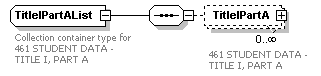 TitleIPartAList
TitleIPartA
0..∞
Collection container type for
461 STUDENT DATA -
TITLE I, PART A
461 STUDENT DATA -
TITLE I, PART A